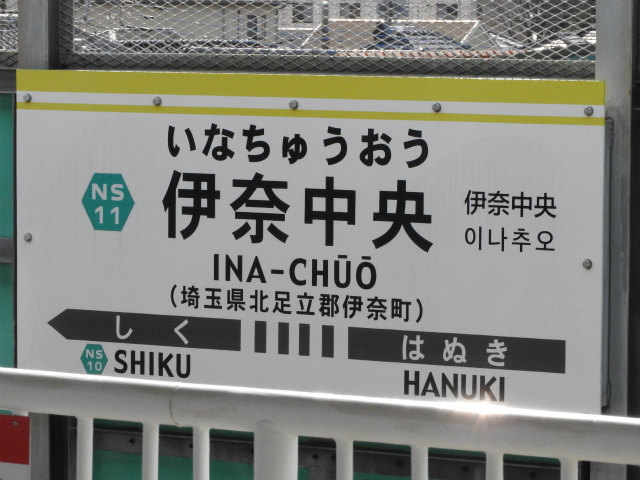 いなちゅうおう
NS
11
伊奈中央
伊奈中央
이나추오
INA-CHŪŌ
(埼玉県北足立郡伊奈町)
しく
はぬき
NS
10
SHIKU
HANUKI